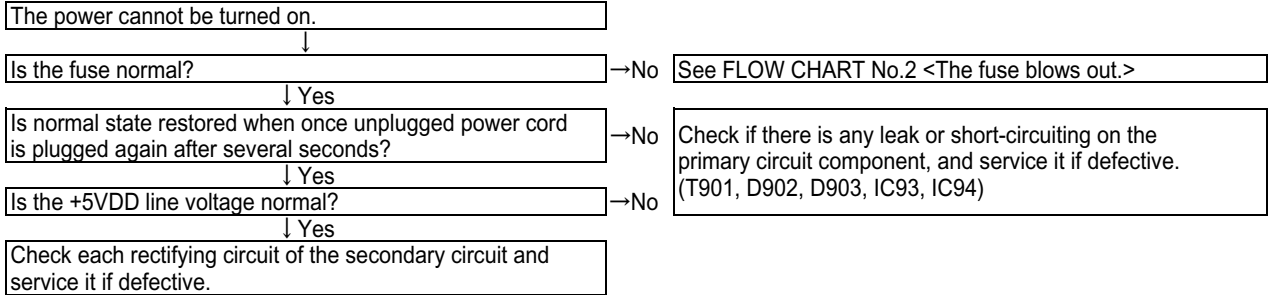 The power cannot be turned on.
↓
Is the fuse normal?
→No
See FLOW CHART No.2 <The fuse blows out.>
↓ Yes
Is normal state restored when once unplugged power cord
is plugged again after several seconds?
→No
Check if there is any leak or short-circuiting on the
primary circuit component, and service it if defective.
(T901, D902, D903, IC93, IC94)
↓ Yes
Is the +5VDD line voltage normal?
→No
↓ Yes
Check each rectifying circuit of the secondary circuit and
service it if defective.